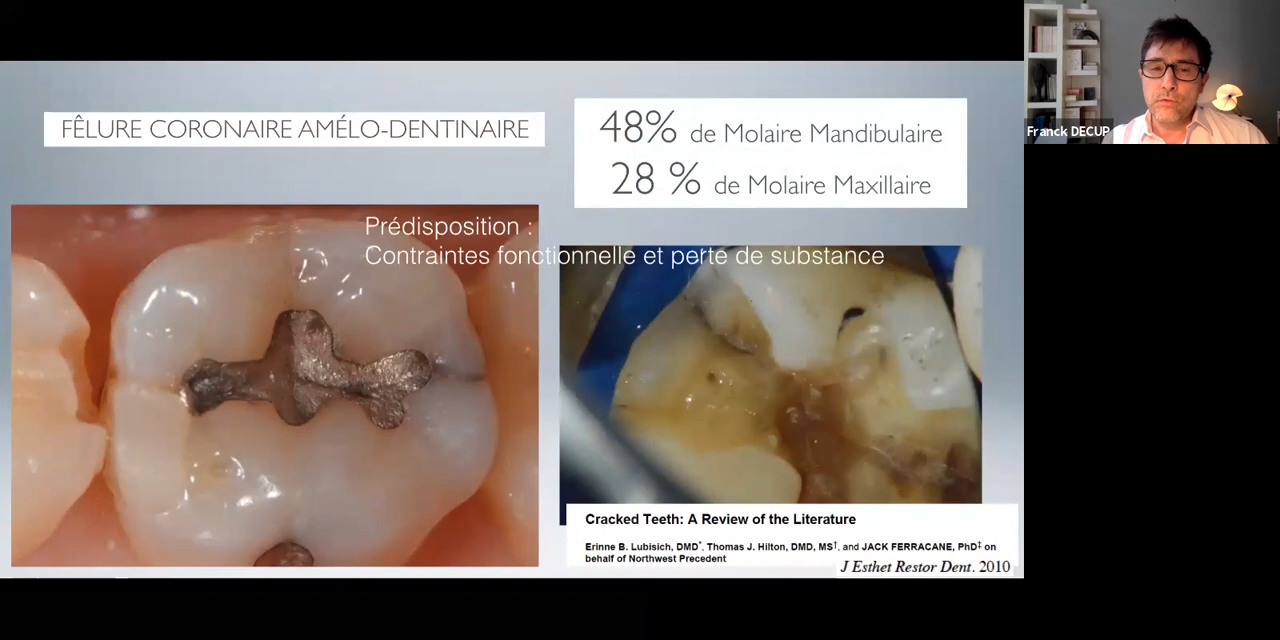 FÊLURE CORONAIRE AMÉLO-DENTINAIRE
48% de Molaire Mandibulaire
28 % de Molaire Maxillaire
Franck DECUP
Prédisposition :
Contraintes fonctionnelle et perte de substance
Cracked Teeth: A Review of the Literature
Erinne B. Lubisich, DMD*, Thomas J. Hilton, DMD, MS†, and JACK FERRACANE, PhD‡ on
behalf of Northwest Precedent
J Esthet Restor Dent. 2010